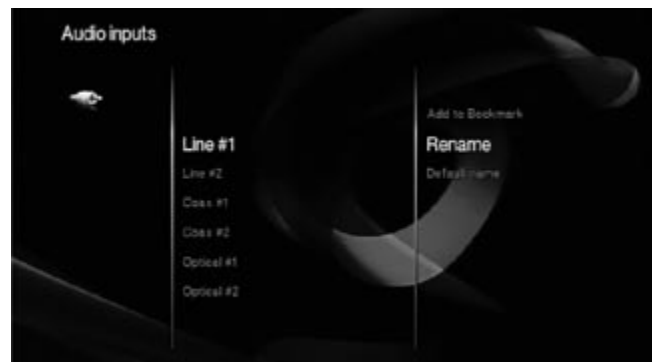 Audio inputs
Line #1
Line #2
Coax #1
Coax #2
Optical #1
Optical #2
Add to Bookmark
Rename
Default name